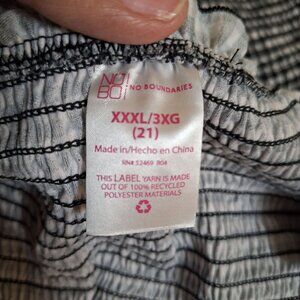 NO!
BO!
NO BOUNDARIES
XXXL/3XG
(21)
Made in/Hecho en China
RN# 52469 R04
THIS LABEL YARN IS MADE
OUT OF 100% RECYCLED
POLYESTER MATERIALS